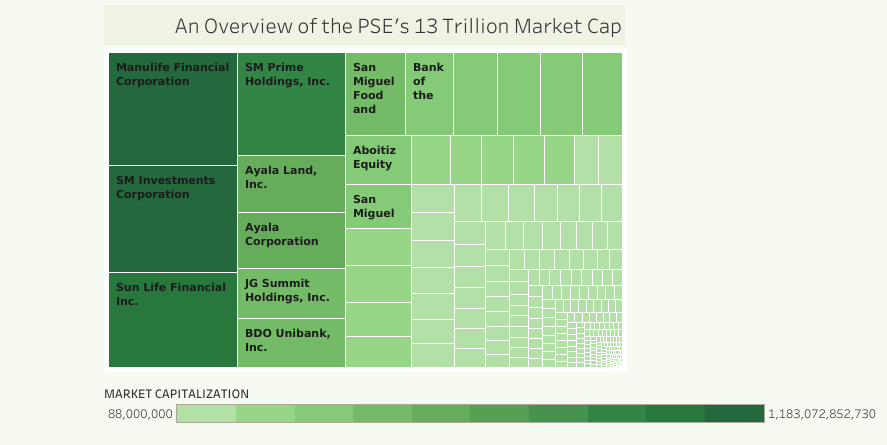 An Overview of the PSE's 13 Trillion Market Cap
Manulife Financial
Corporation
SM Investments
Corporation
Sun Life Financial
Inc.
SM Prime
Holdings, Inc.
Ayala Land,
Inc.
Ayala
Corporation
JG Summit
Holdings, Inc.
BDO Unibank,
Inc.
San
Miguel
Food
and
Bank
of
the
Aboitiz
Equity
San
Miguel
MARKET CAPITALIZATION
88,000,000
1,183,072,852,730